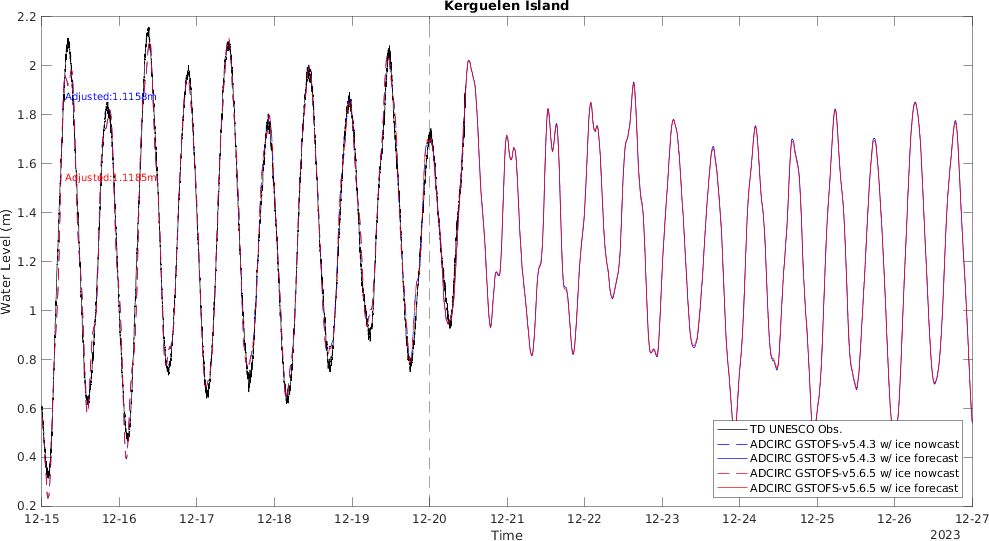 Kerguelen Island
2.2
2
1.8
1.6
1.4
1.2
1
0.8
0.6
0.4
0.2
Water Level (m)
Adjusted:1.1158m
Adjusted:1.1185m
TD UNESCO Obs.
ADCIRC GSTOFS-v5.4.3 w/ ice nowcast
ADCIRC GSTOFS-v5.4.3 w/ ice forecast
ADCIRC GSTOFS-v5.6.5 w/ ice nowcast
ADCIRC GSTOFS-v5.6.5 w/ ice forecast
12-15 12-16 12-17 12-18 12-19 12-20 12-21 12-22 12-23 12-24 12-25 12-26 12-27
Time
2023